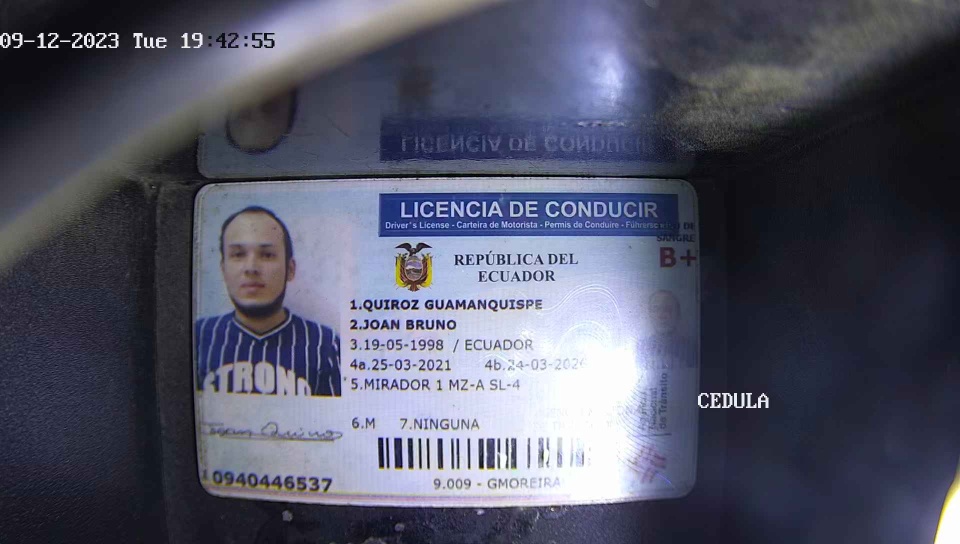 09-12-2023 Tue 19:42:55
LICENCIA DE CONDUCIR
LICENCIA DE CONDUCIR
Driver's License - Carteira de Motorista - Permis de Conduire -
SANGRE
B+
REPÚBLICA DEL
ECUADOR
1.QUIROZ GUAMANQUISPE
2.JOAN BRUNO
3.19-05-1998 / ECUADOR
4a.25-03-2021 4b.24-03-2026
5.MIRADOR 1 MZ-A SL-4
STRONG
CEDULA
6.M 7.NINGUNA
0940446537
9.009 - GMOREIRA